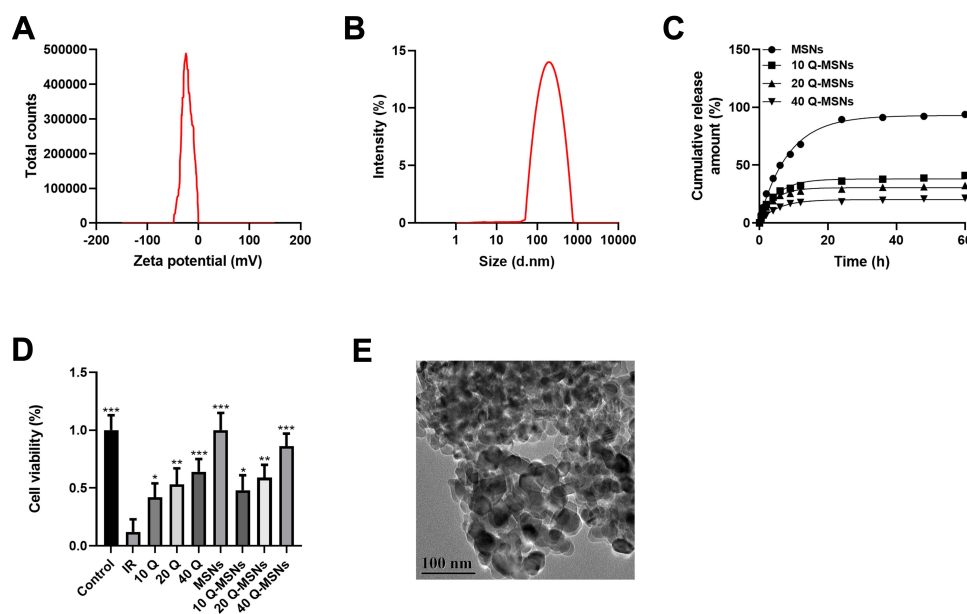 A
500000
400000
300000
200000
100000
0
-200
-100
0
100
200
Total counts
Zeta potential (mV)
B
15
10
5
0
1
10
100
1000
10000
Intensity (%)
Size (d.nm)
C
150
100
50
0
0
20
40
60
Cumulative release
amount (%)
Time (h)
MSNs
10 Q-MSNs
20 Q-MSNs
40 Q-MSNs
D
1.5
1.0
0.5
0.0
Cell viability (%)
***
*
**
***
***
*
**
***
Control
IR
10 Q
20 Q
40 Q
MSNs
10 Q-MSNs
20 Q-MSNs
40 Q-MSNs
E
100 nm